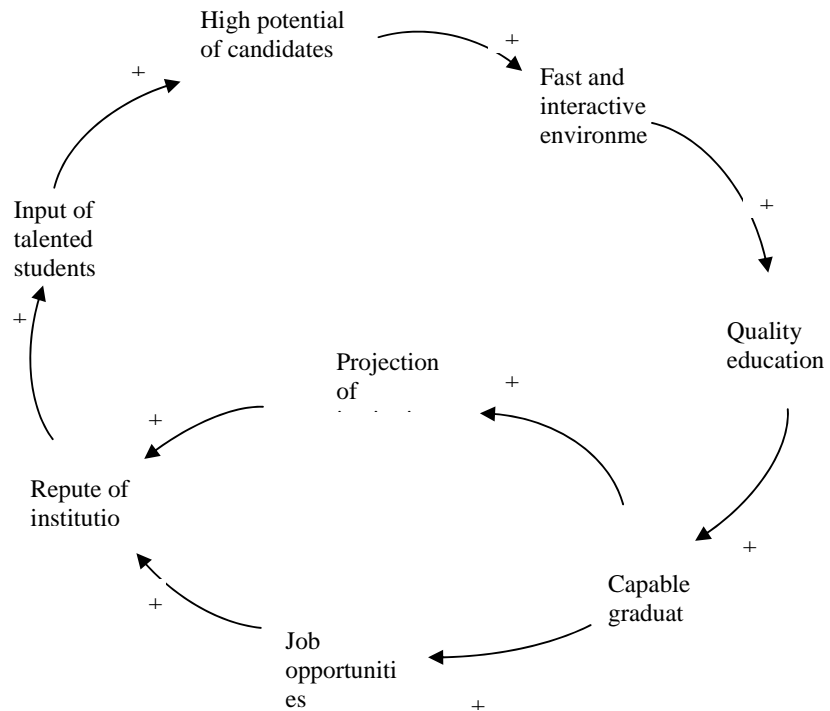 High potential
of candidates
+
+
Fast and
interactive
environme
+
Input of
talented
students
+
Quality
education
Projection
of
+
+
Repute of
institutio
+
Capable
graduat
+
Job
opportuniti
es
+